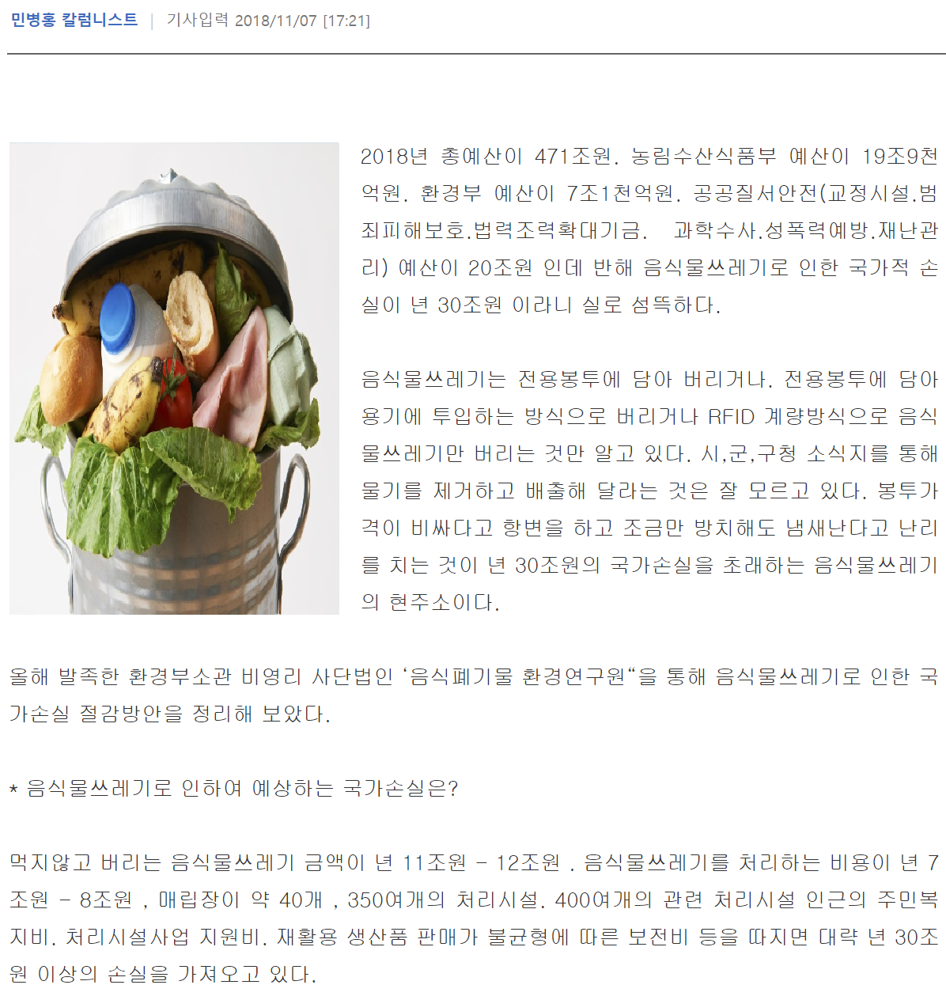 민병홍 칼럼니스트 | 기사입력 2018/11/07 [17:21]
2018년 총예산이 471조원. 농림수산식품부 예산이 19조9천
억원. 환경부 예산이 7조1천억원. 공공질서안전(교정시설.범
죄피해보호.법력조력확대기금. 과학수사.성폭력예방.재난관
리) 예산이 20조원 인데 반해 음식물쓰레기로 인한 국가적 손
실이 년 30조원 이라니 실로 섬뜩하다.
음식물쓰레기는 전용봉투에 담아 버리거나. 전용봉투에 담아
용기에 투입하는 방식으로 버리거나 RFID 계량방식으로 음식
물쓰레기만 버리는 것만 알고 있다. 시,군,구청 소식지를 통해
물기를 제거하고 배출해 달라는 것은 잘 모르고 있다. 봉투가
격이 비싸다고 항변을 하고 조금만 방치해도 냄새난다고 난리
를 치는 것이 년 30조원의 국가손실을 초래하는 음식물쓰레기
의 현주소이다.
올해 발족한 환경부소관 비영리 사단법인 ‘음식폐기물 환경연구원“을 통해 음식물쓰레기로 인한 국
가손실 절감방안을 정리해 보았다.
* 음식물쓰레기로 인하여 예상하는 국가손실은?
먹지않고 버리는 음식물쓰레기 금액이 년 11조원 - 12조원 . 음식물쓰레기를 처리하는 비용이 년 7
조원 - 8조원 , 매립장이 약 40개 , 350여개의 처리시설. 400여개의 관련 처리시설 인근의 주민복
지비. 처리시설사업 지원비. 재활용 생산품 판매가 불균형에 따른 보전비 등을 따지면 대략 년 30조
원 이상의 손실을 가져오고 있다.